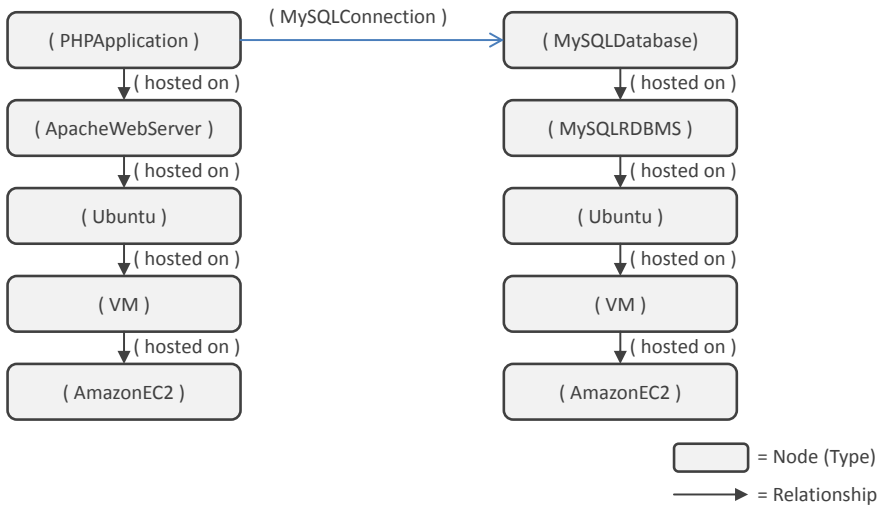 ( MySQLConnection )
( PHPApplication )
( MySQLDatabase)
( hosted on )
( hosted on )
( ApacheWebServer )
( MySQLRDBMS )
( hosted on )
( hosted on )
( Ubuntu )
( Ubuntu )
( hosted on )
( hosted on )
( VM )
( VM )
( hosted on )
( hosted on )
( AmazonEC2 )
( AmazonEC2 )
= Node (Type)
= Relationship